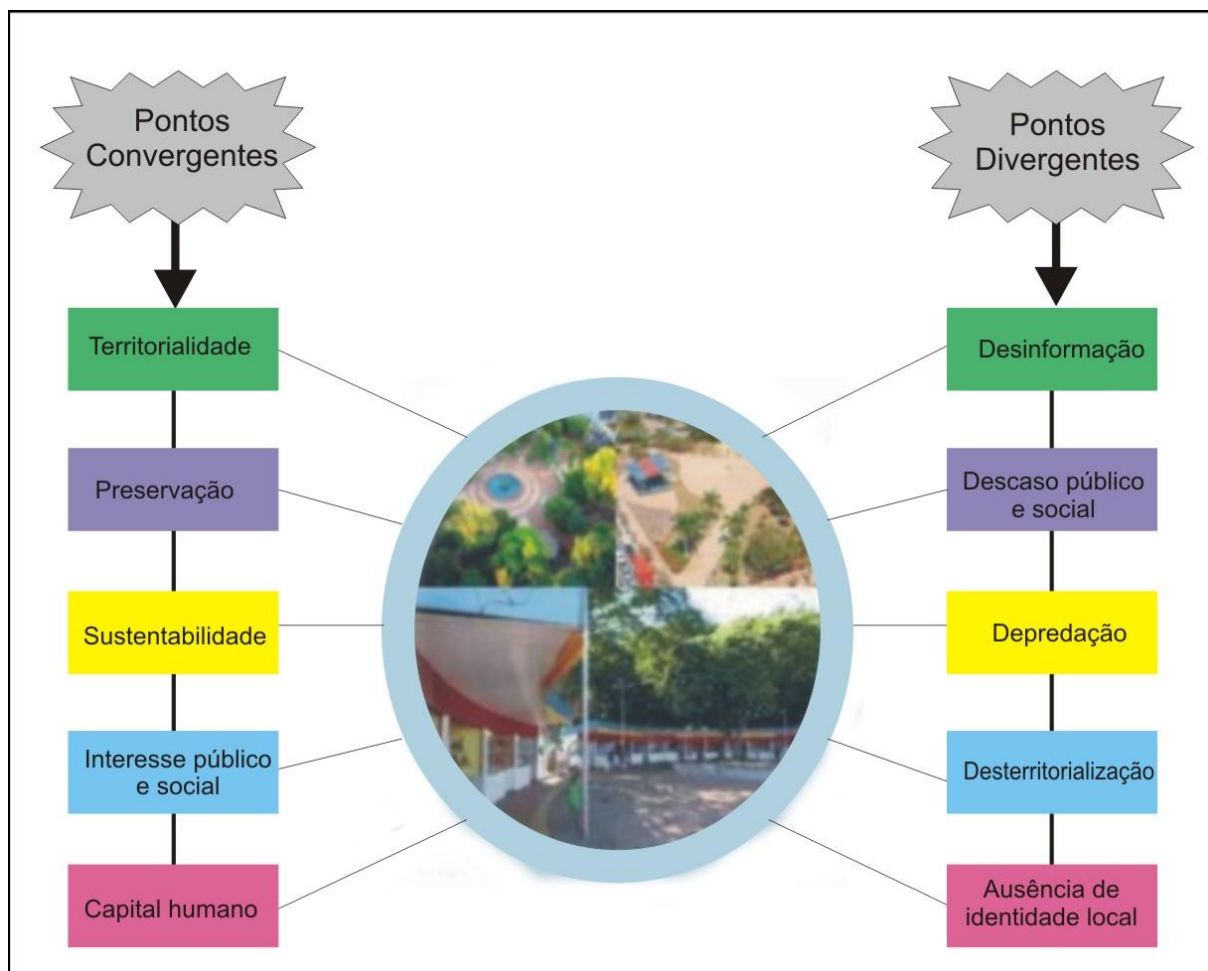 Pontos
Convergentes
Territorialidade
Preservação
Sustentabilidade
Interesse público
e social
Capital humano
Pontos
Divergentes
Desinformação
Descaso público
e social
Depredação
Desterritorialização
Ausência de
identidade local